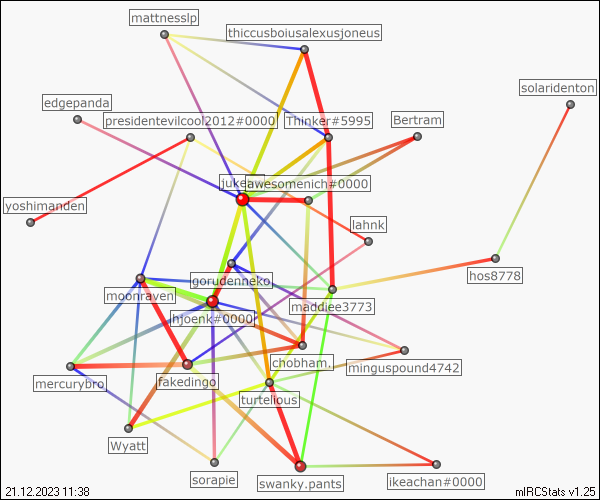 mattnesslp
thiccusboiusalexusjoneus
solaridenton
edgepanda
presidentevilcool2012#0000
Thinker#5995
Bertram
juke
awesomenich#0000
yoshimanden
lahnk
gorudenneko
hos8778
moonraven
maddiee3773
hjoenk#0000
chobham.
minguspound4742
mercurybro
fakedingo
turtelious
Wyatt
sorapie
swanky.pants
ikeachan#0000
21.12.2023 11:38
mIRCStats v1.25